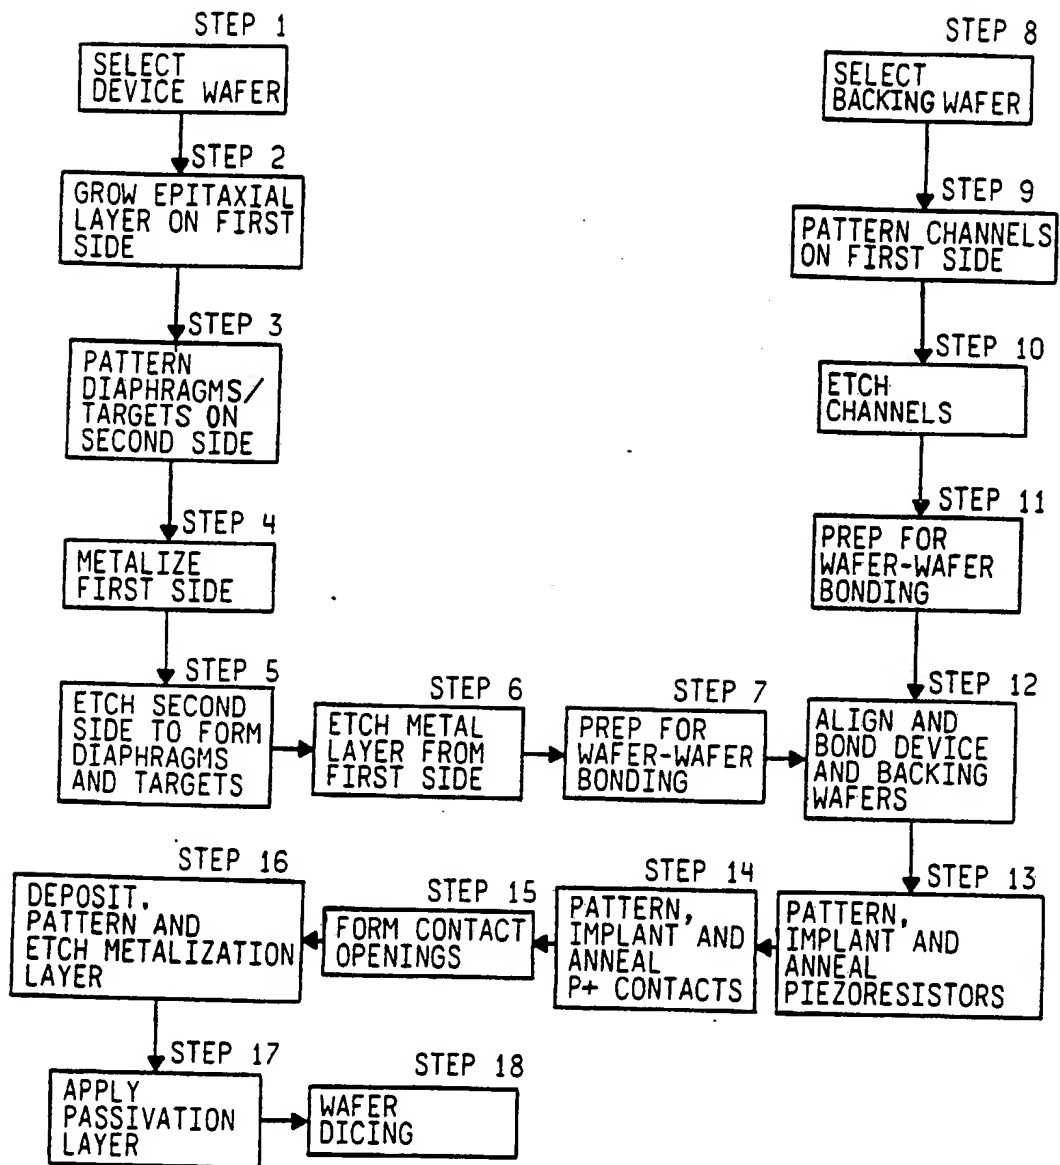 STEP 1
SELECT
DEVICE WAFER
STEP 2
GROW EPITAXIAL
LAYER ON FIRST
SIDE
STEP 3
PATTERN
DIAPHRAGMS/
TARGETS ON
SECOND SIDE
STEP 4
METALIZE
FIRST SIDE
STEP 5
ETCH SECOND
SIDE TO FORM
DIAPHRAGMS
AND TARGETS
STEP 6
ETCH METAL
LAYER FROM
FIRST SIDE
STEP 7
PREP FOR
WAFER-WAFER
BONDING
STEP 8
SELECT
BACKING WAFER
STEP 9
PATTERN CHANNELS
ON FIRST SIDE
STEP 10
ETCH
CHANNELS
STEP 11
PREP FOR
WAFER-WAFER
BONDING
STEP 12
ALIGN AND
BOND DEVICE
AND BACKING
WAFERS
STEP 13
PATTERN,
IMPLANT AND
ANNEAL
PIEZORESISTORS
STEP 14
PATTERN,
IMPLANT AND
ANNEAL
P+ CONTACTS
STEP 15
FORM CONTACT
OPENINGS
STEP 16
DEPOSIT,
PATTERN AND
ETCH METALIZATION
LAYER
STEP 17
APPLY
PASSIVATION
LAYER
STEP 18
WAFER
DICING